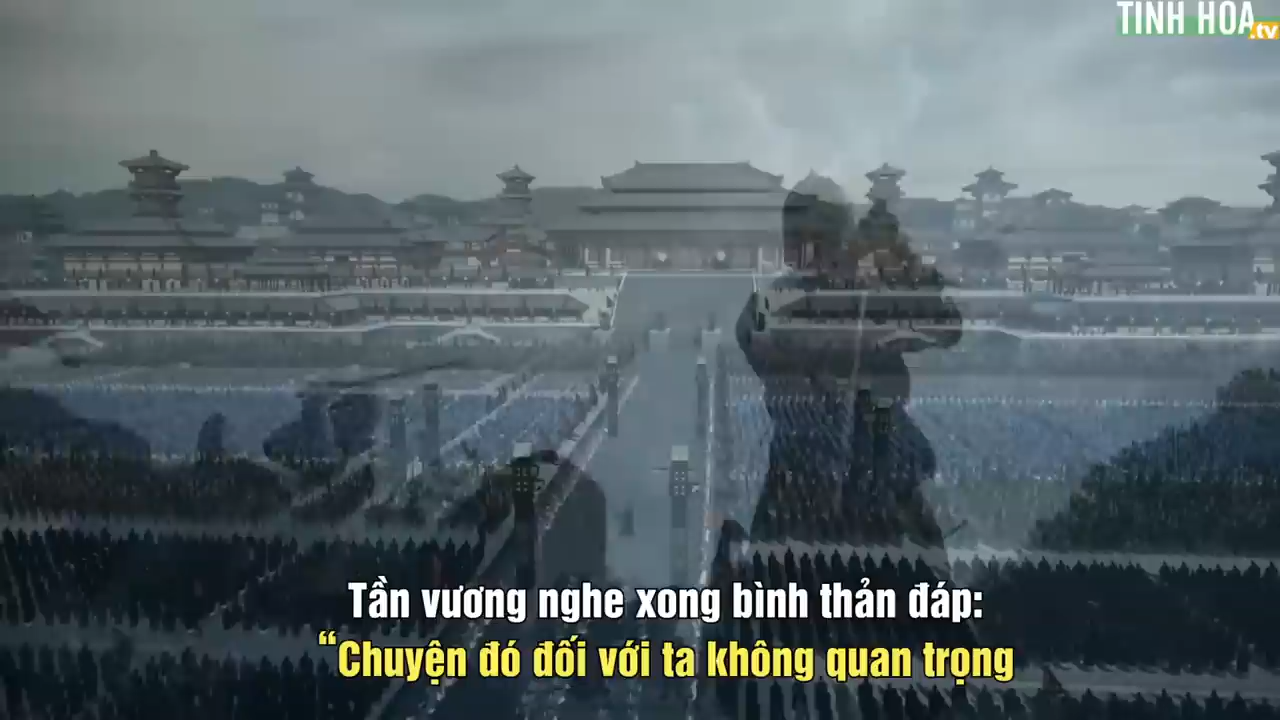 TINH HOA
.tv
Tần vương nghe xong bình thản đáp:
“Chuyện đó đối với ta không quan trọng